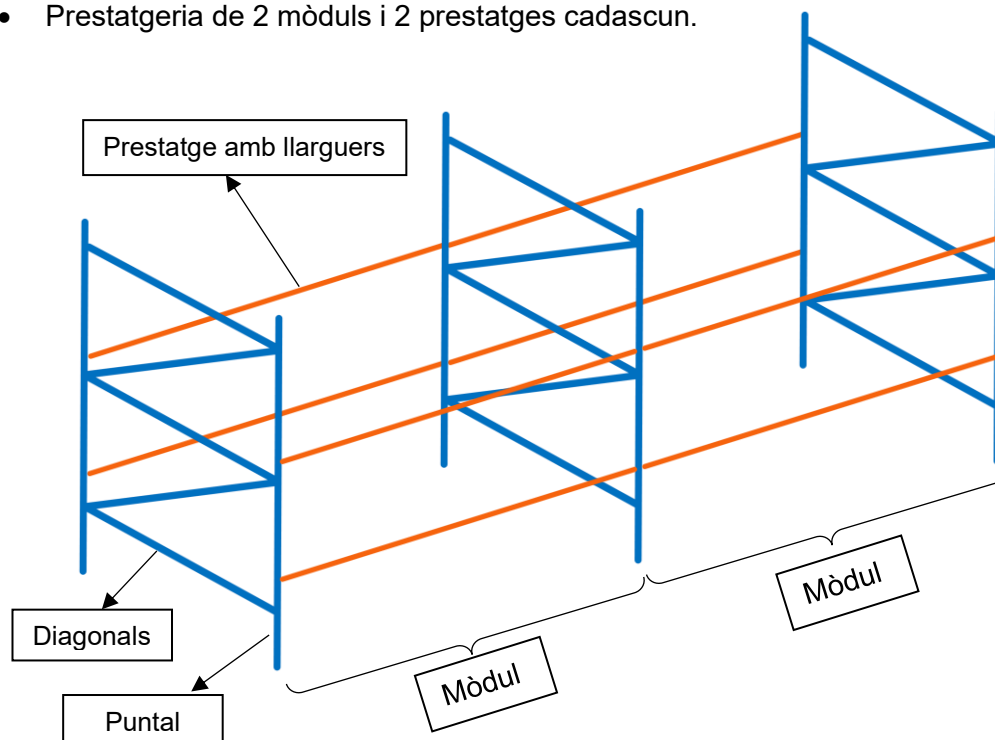 • Prestatgeria de 2 mòduls i 2 prestatges cadascun.
Prestatge amb llarguers
Mòdul
Diagonals
Mòdul
Puntal